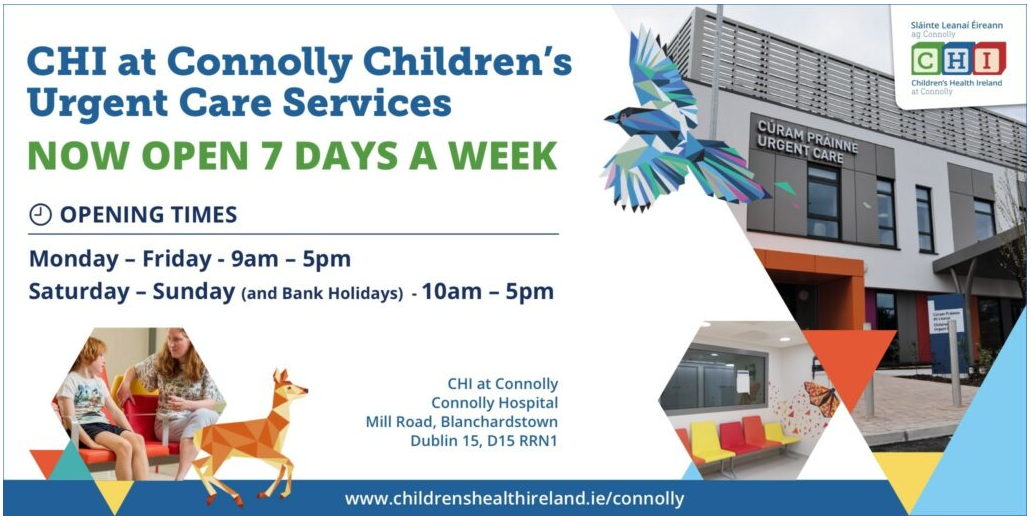 CHI at Connolly Children's
Urgent Care Services
NOW OPEN 7 DAYS A WEEK
OPENING TIMES
Monday – Friday - 9am – 5pm
Saturday – Sunday (and Bank Holidays) - 10am – 5pm
CHI at Connolly
Connolly Hospital
Mill Road, Blanchardstown
Dublin 15, D15 RRN1
www.childrenshealthireland.ie/connolly
Sláinte Leanaí Éireann
ag Connolly
CHI
Children's Health Ireland
at Connolly
CÚRAM PRÁINNE
URGENT CARE